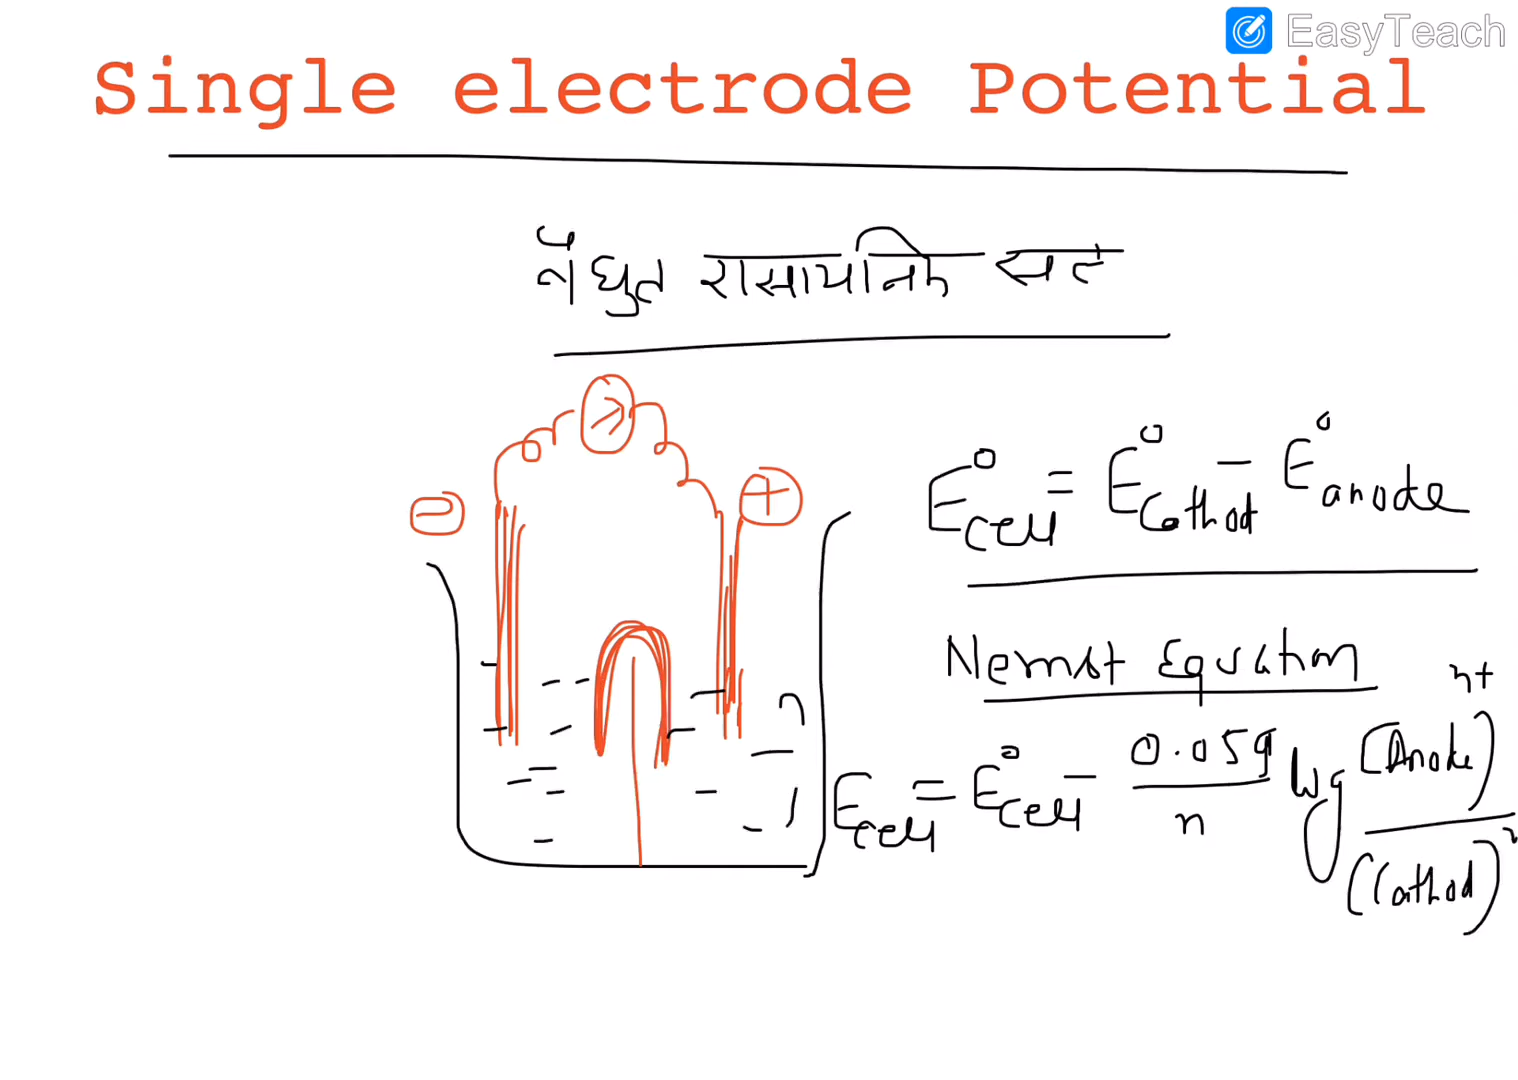 EasyTeach
Single electrode Potential
वैधुत रासायनिक
− +
E°cell = E°Cathod − E°anode
Nernst Equation
Ecell = E°cell − 0.059/n log [Anode]ⁿ⁺/[Cathod]